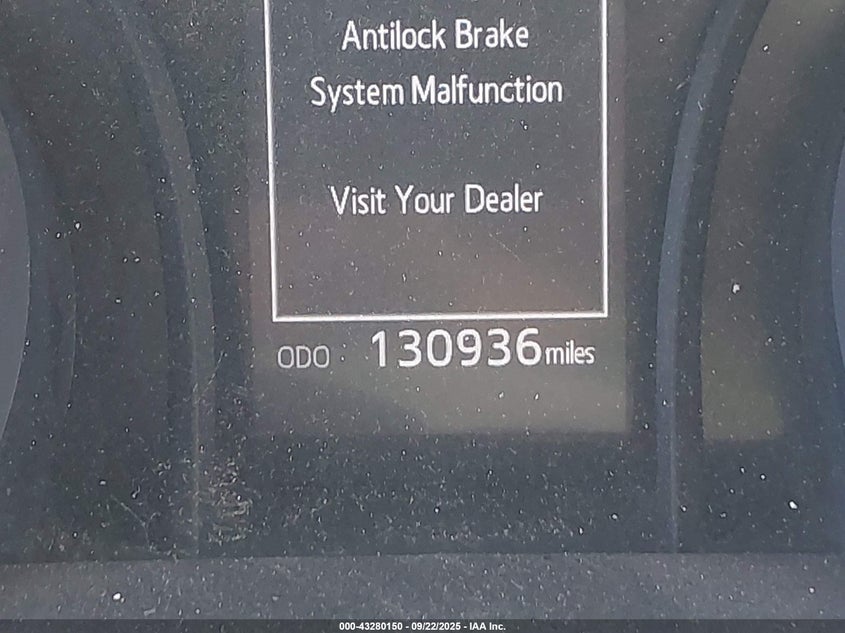 Antilock Brake
System Malfunction
Visit Your Dealer
ODO 130936 miles
000-43280150 - 09/22/2025 - IAA Inc.